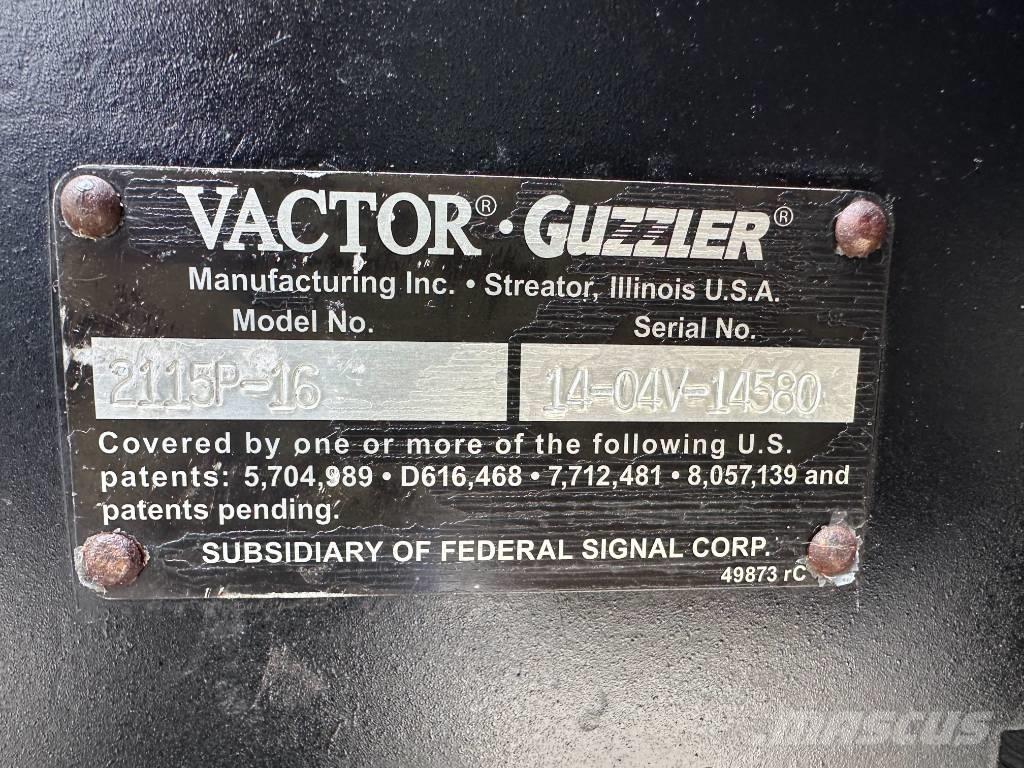 VACTOR® · GUZZLER®
Manufacturing Inc. • Streator, Illinois U.S.A.
Model No. Serial No.
2115P-16 14-04V-14580
Covered by one or more of the following U.S.
patents: 5,704,989 • D616,468 • 7,712,481 • 8,057,139 and
patents pending.
SUBSIDIARY OF FEDERAL SIGNAL CORP.
49873 rC
MASCUS